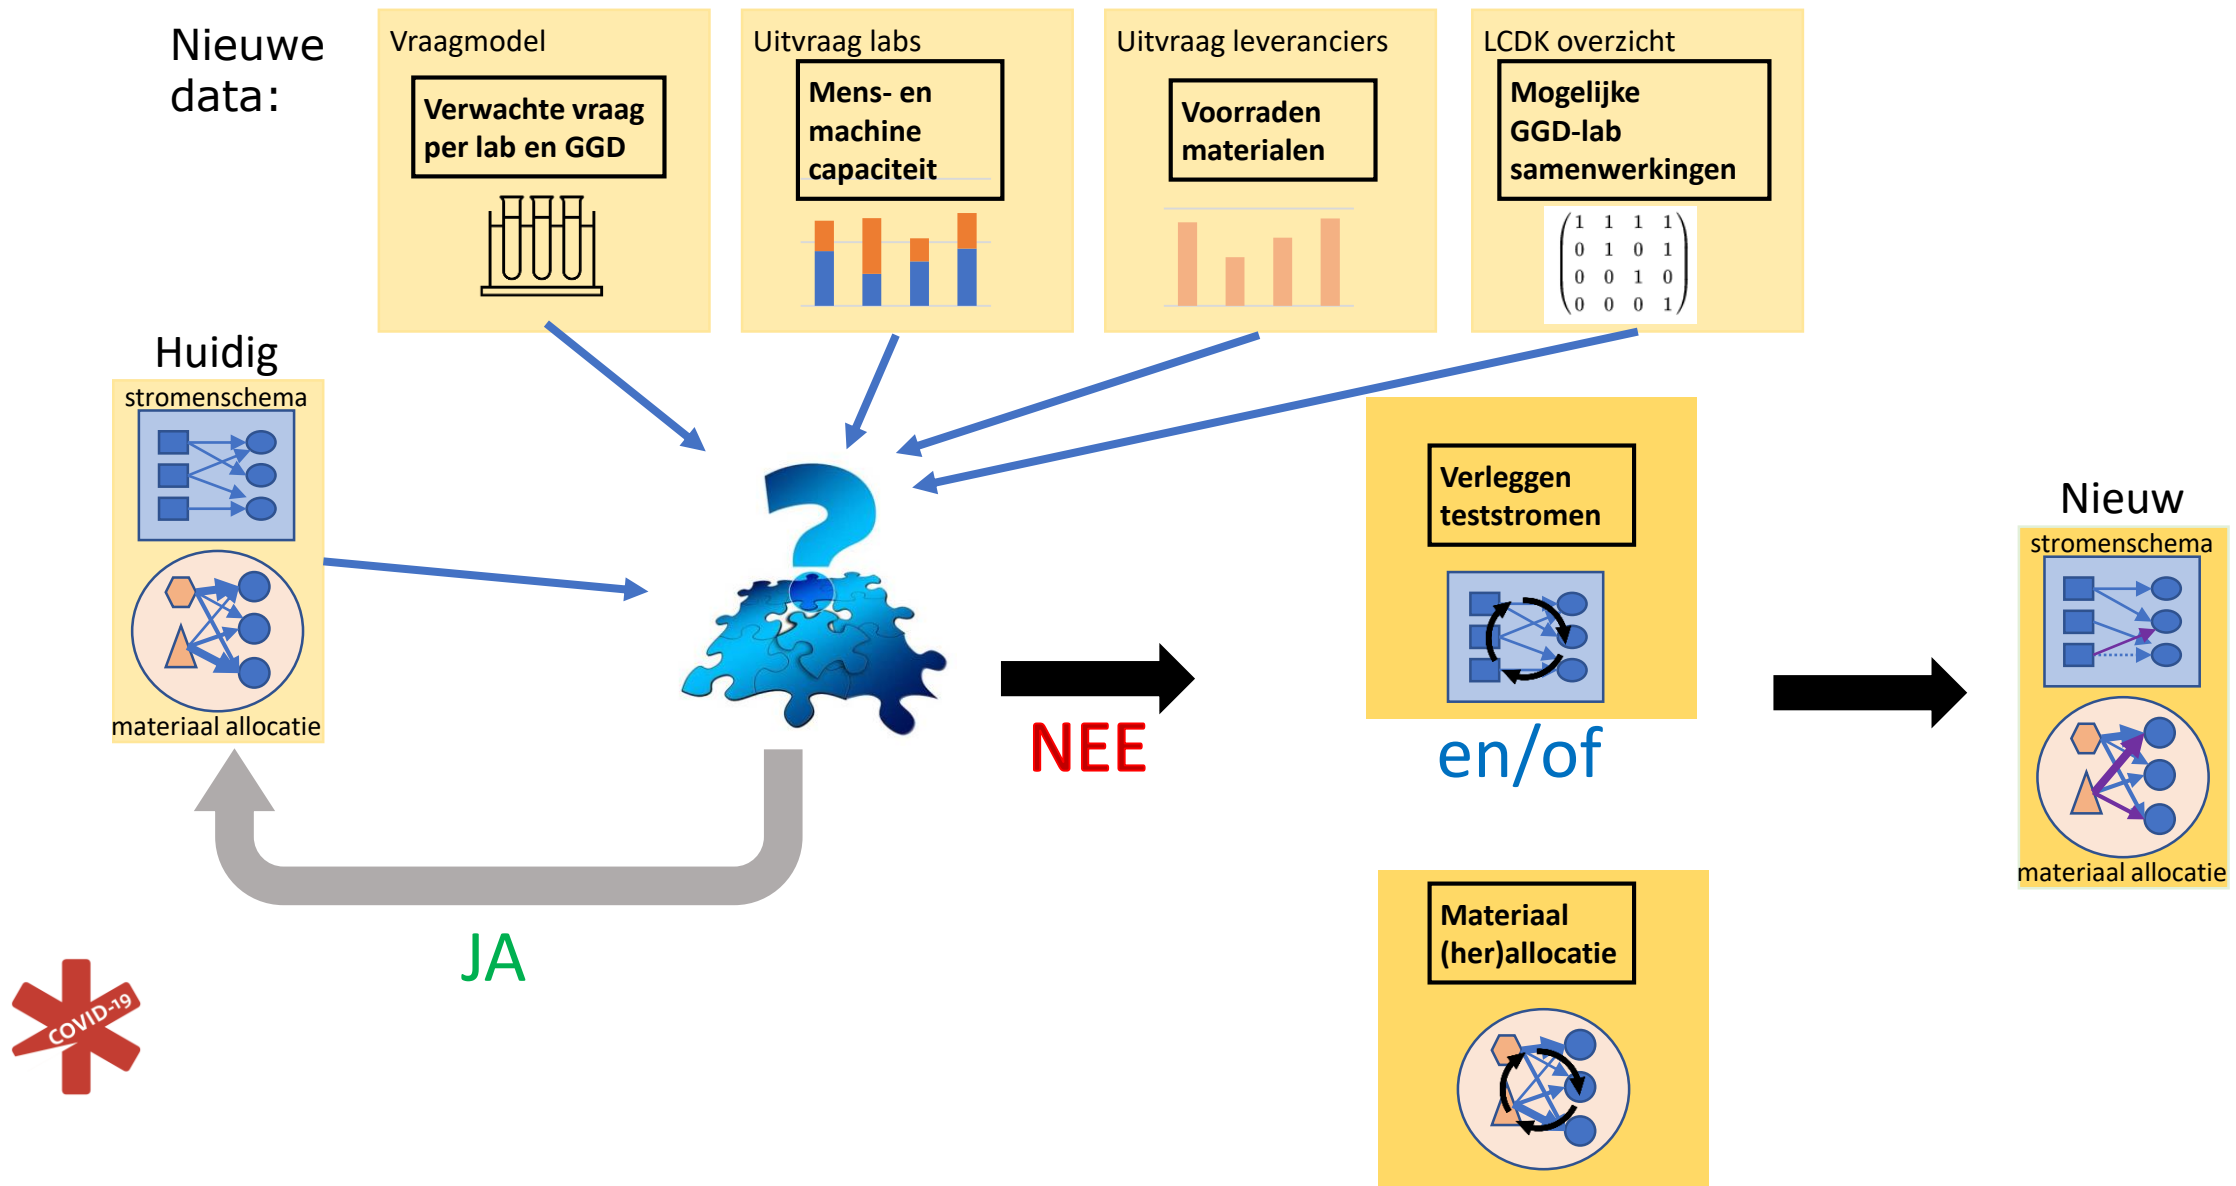 Nieuwe
data:
Vraagmodel
Verwachte vraag
per lab en GGD
Uitvraag labs
Mens- en
machine
capaciteit
Uitvraag leveranciers
Voorraden
materialen
LCDK overzicht
Mogelijke
GGD-lab
samenwerkingen
1 1 1 1
0 1 0 1
0 0 1 0
0 0 0 1
Huidig
stromenschema
materiaal allocatie
?
JA
NEE
Verleggen
teststromen
en/of
Materiaal
(her)allocatie
Nieuw
stromenschema
materiaal allocatie
COVID-19